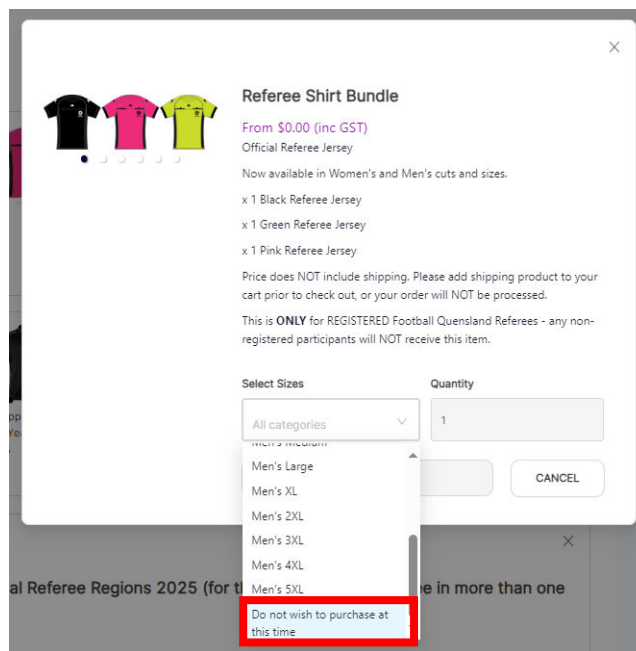 Referee Shirt Bundle
From $0.00 (inc GST)
Official Referee Jersey
Now available in Women's and Men's cuts and sizes.
x 1 Black Referee Jersey
x 1 Green Referee Jersey
x 1 Pink Referee Jersey
Price does NOT include shipping. Please add shipping product to your
cart prior to check out, or your order will NOT be processed.
This is ONLY for REGISTERED Football Quensland Referees - any non-
registered participants will NOT receive this item.
Select Sizes
Quantity
All categories
1
Men's Medium
Men's Large
Men's XL
Men's 2XL
Men's 3XL
Men's 4XL
Men's 5XL
Do not wish to purchase at
this time
CANCEL
al Referee Regions 2025 (for t
e in more than one